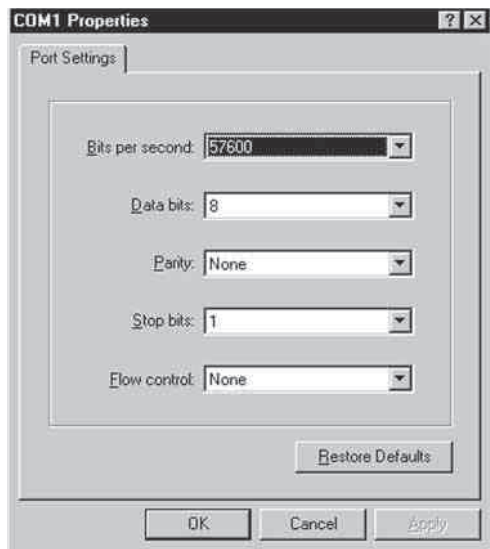 COM1 Properties
Port Settings
Bits per second: 57600
Data bits: 8
Parity: None
Stop bits: 1
Flow control: None
Restore Defaults
OK Cancel Apply